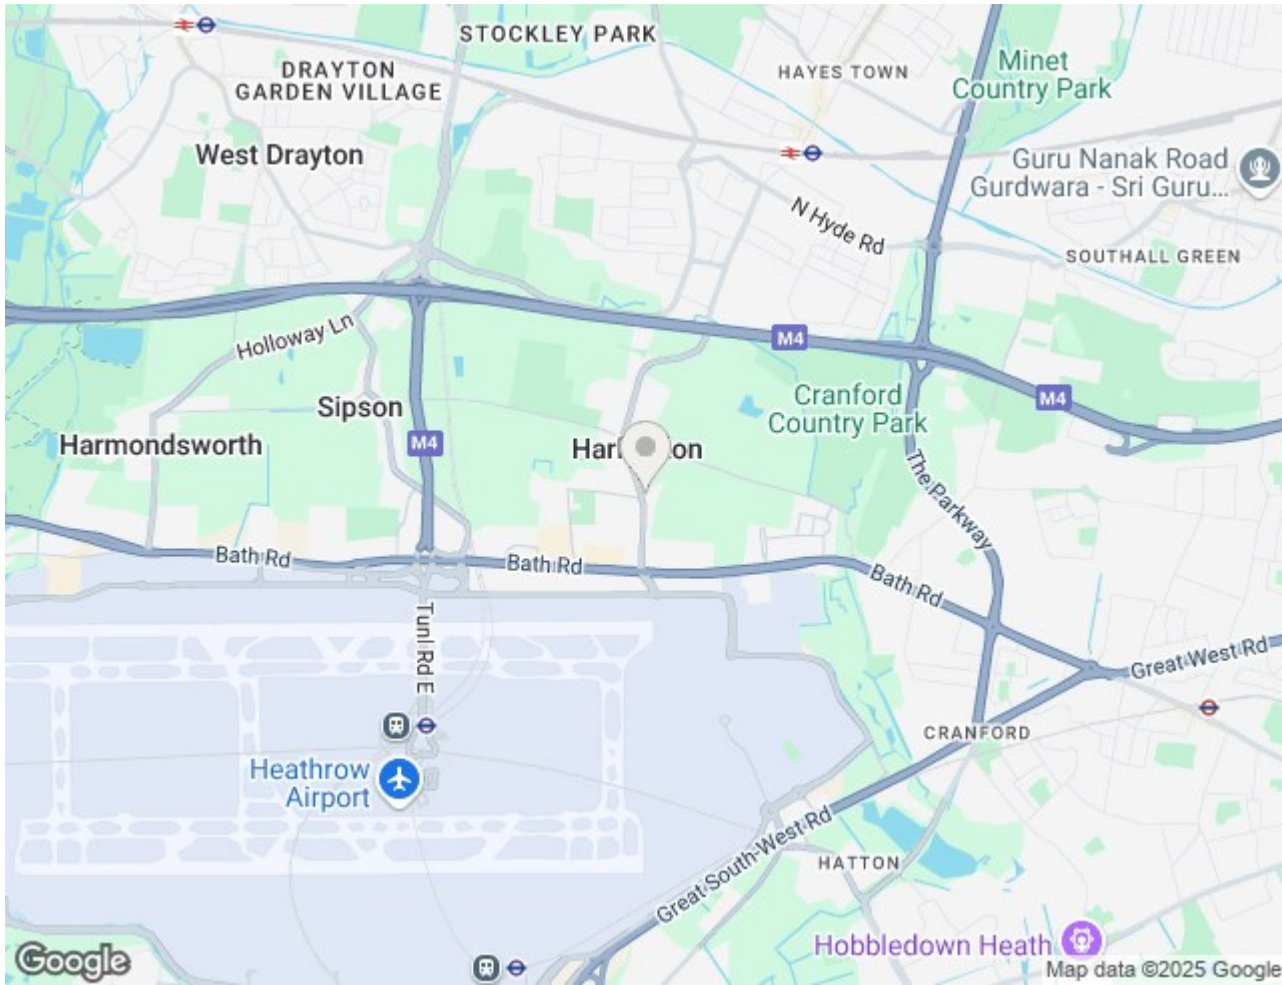 STOCKLEY PARK
DRAYTON
GARDEN VILLAGE
HAYES TOWN
Minet
Country Park
West Drayton
Guru Nanak Road
Gurdwara - Sri Guru...
N Hyde Rd
SOUTHALL GREEN
Holloway Ln
M4
Sipson
Cranford
Country Park
M4
Harmondsworth
M4
The Parkway
Bath Rd
Bath Rd
Bath Rd
Tunl Rd E
Great West Rd
CRANFORD
Heathrow
Airport
Great South-West Rd
HATTON
Hobbledown Heath
Google
Map data ©2025 Google